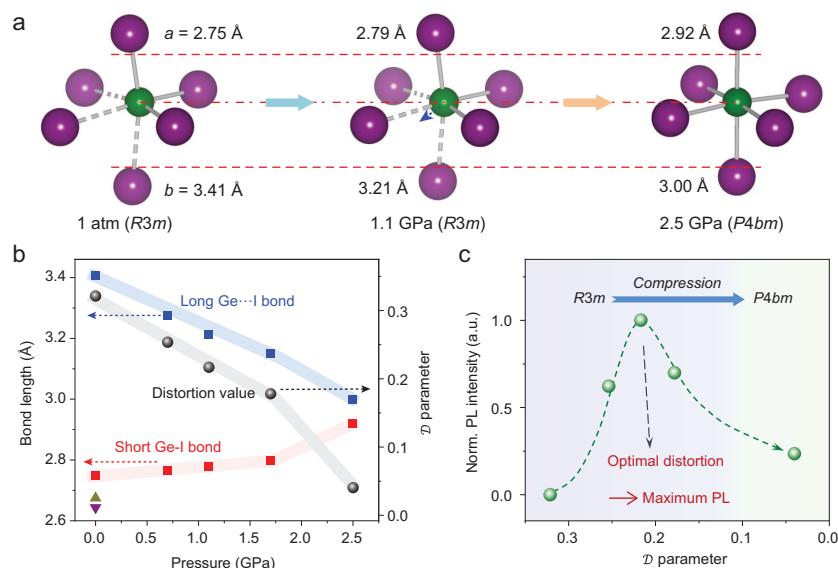 a
a = 2.75 Å
2.79 Å
2.92 Å
b = 3.41 Å
3.21 Å
3.00 Å
1 atm (R3m)
1.1 GPa (R3m)
2.5 GPa (P4bm)
b
3.4
3.2
3.0
2.8
2.6
Bond length (Å)
Long Ge···I bond
Distortion value
Short Ge-I bond
0.3
0.2
0.1
0.0
𝒟 parameter
0.0
0.5
1.0
1.5
2.0
2.5
Pressure (GPa)
c
Compression
R3m
P4bm
Norm. PL intensity (a.u.)
1.0
0.5
0.0
Optimal distortion
Maximum PL
0.3
0.2
0.1
0.0
𝒟 parameter